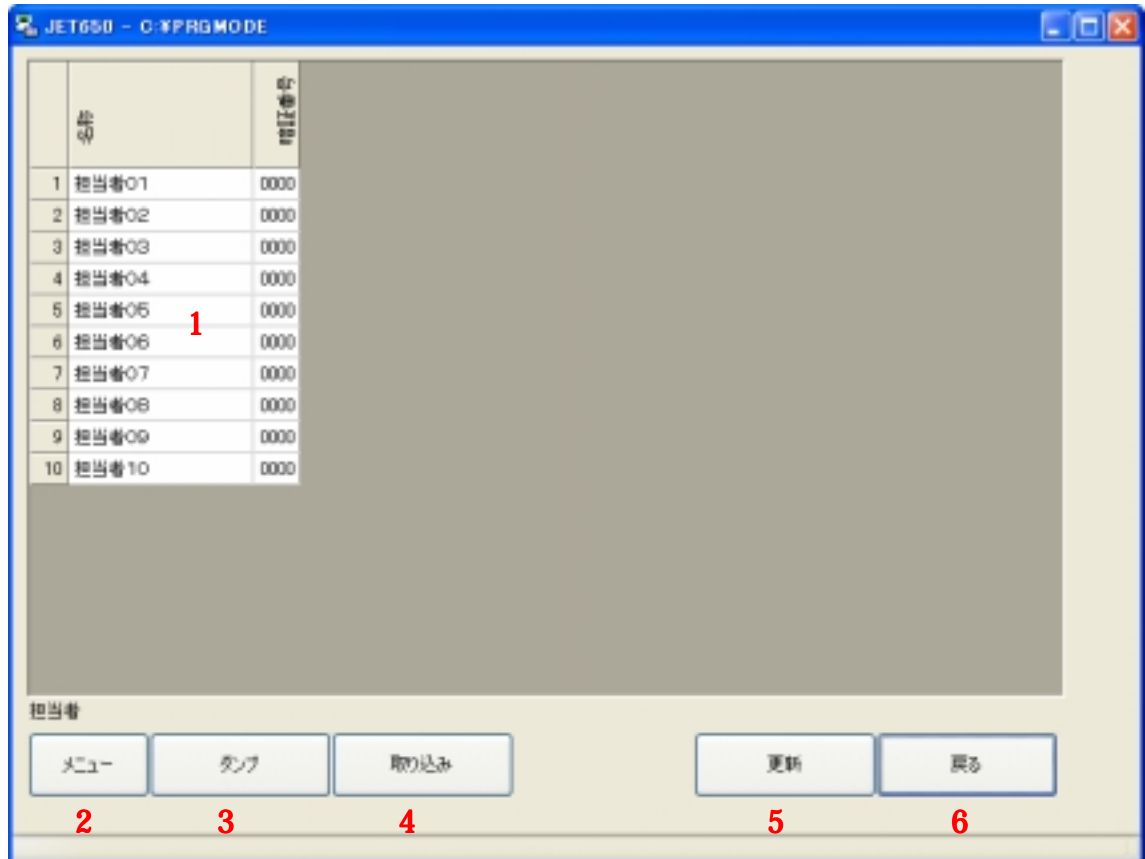 JET650 - C:¥PRGMODE
名称 暗証番号
1 担当者01 0000
2 担当者02 0000
3 担当者03 0000
4 担当者04 0000
5 担当者05 0000
6 担当者06 0000
7 担当者07 0000
8 担当者08 0000
9 担当者09 0000
10 担当者10 0000
1
担当者
メニュー ダンプ 取り込み 更新 戻る
2 3 4 5 6